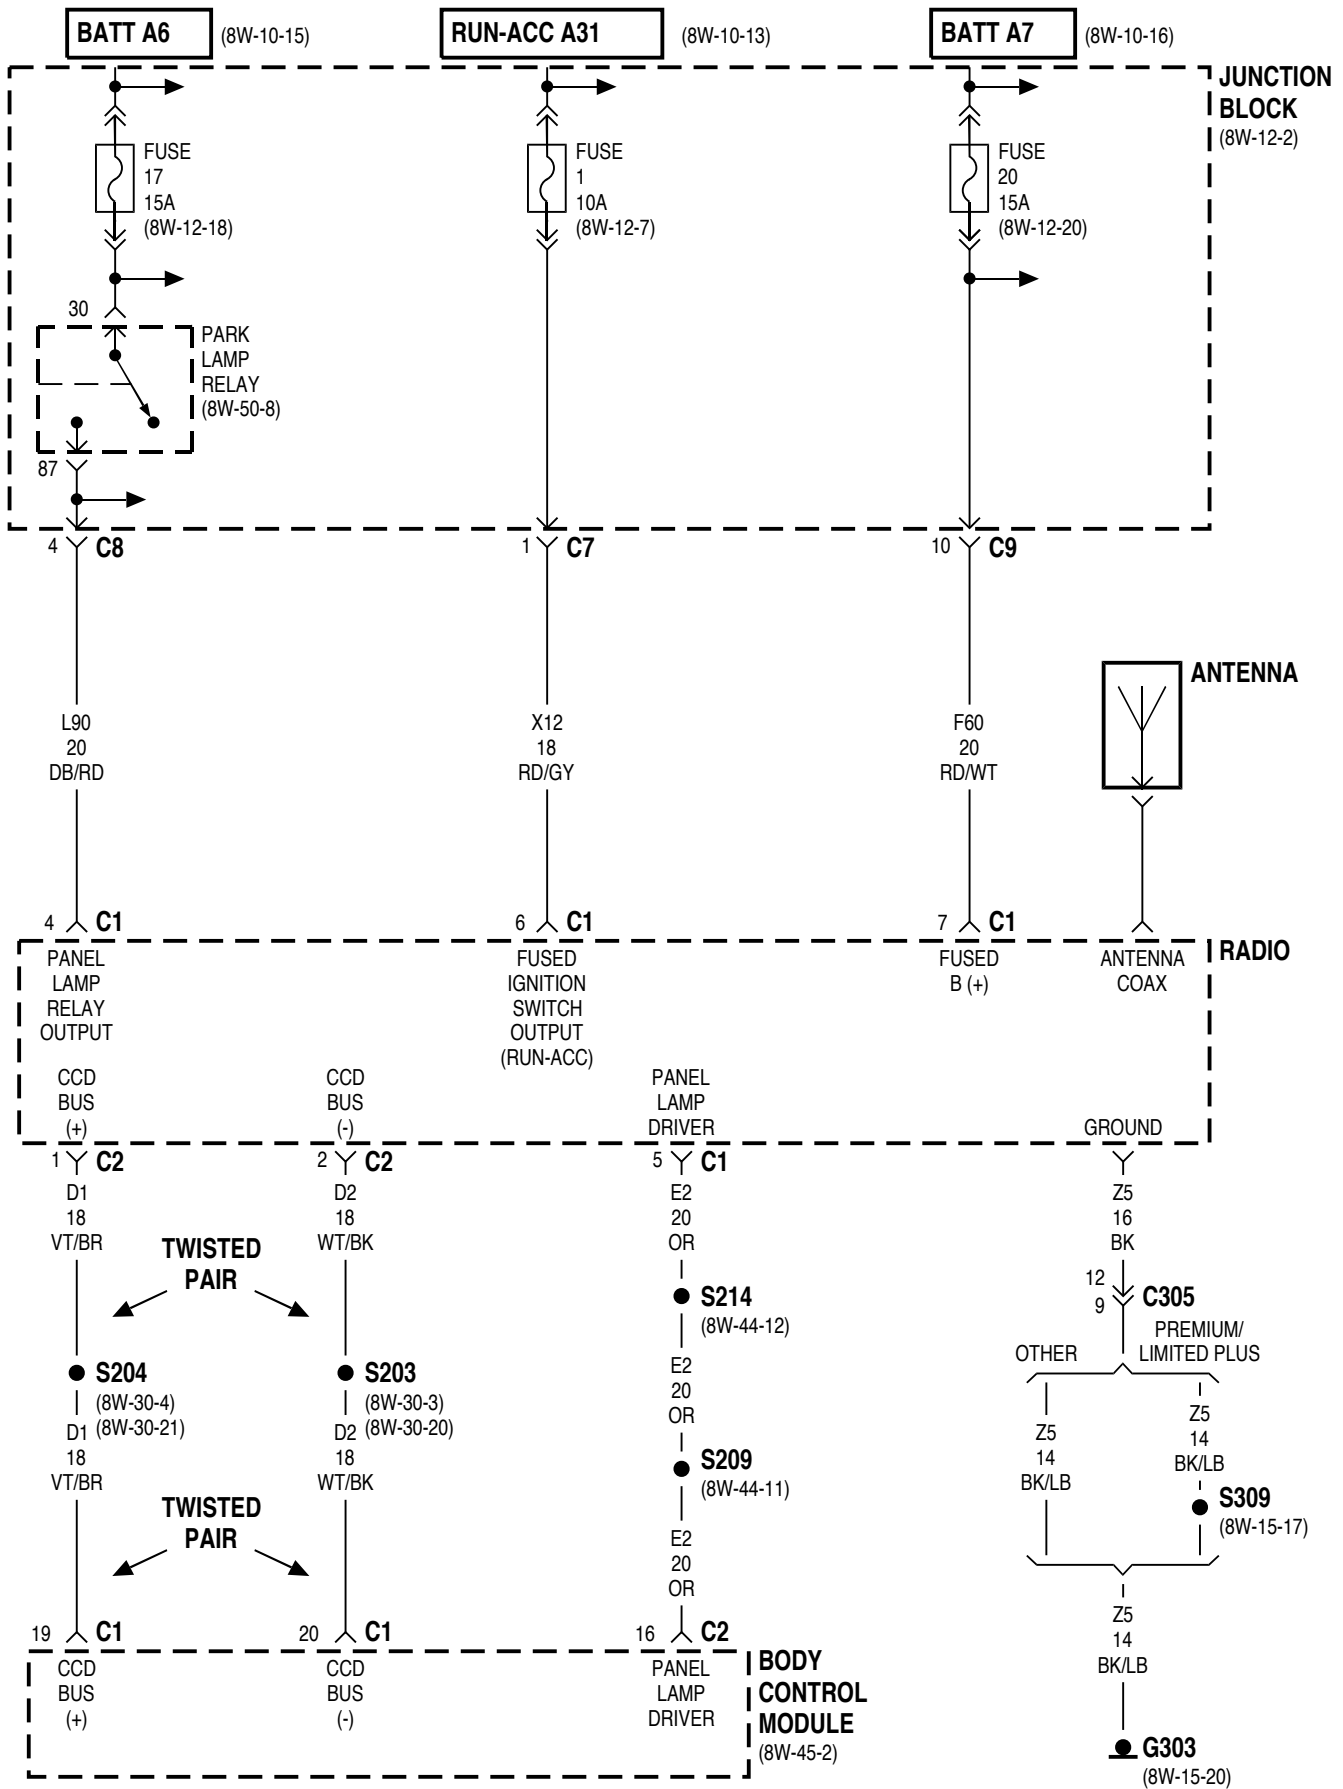 BATT A6
(8W-10-15)
RUN-ACC A31
(8W-10-13)
BATT A7
(8W-10-16)
JUNCTION
BLOCK
(8W-12-2)
FUSE
17
15A
(8W-12-18)
FUSE
1
10A
(8W-12-7)
FUSE
20
15A
(8W-12-20)
30
PARK
LAMP
RELAY
(8W-50-8)
87
4 C8
1 C7
10 C9
ANTENNA
L90
20
DB/RD
X12
18
RD/GY
F60
20
RD/WT
4 C1
6 C1
7 C1
RADIO
PANEL
LAMP
RELAY
OUTPUT
FUSED
IGNITION
SWITCH
OUTPUT
(RUN-ACC)
FUSED
B (+)
ANTENNA
COAX
CCD
BUS
(+)
CCD
BUS
(-)
PANEL
LAMP
DRIVER
GROUND
1 C2
2 C2
5 C1
D1
18
VT/BR
D2
18
WT/BK
E2
20
OR
Z5
16
BK
TWISTED
PAIR
S214
(8W-44-12)
12
9
C305
OTHER
PREMIUM/
LIMITED PLUS
S204
(8W-30-4)
(8W-30-21)
S203
(8W-30-3)
(8W-30-20)
E2
20
OR
D1
18
VT/BR
D2
18
WT/BK
Z5
14
BK/LB
Z5
14
BK/LB
S209
(8W-44-11)
S309
(8W-15-17)
TWISTED
PAIR
E2
20
OR
Z5
14
BK/LB
19 C1
20 C1
16 C2
CCD
BUS
(+)
CCD
BUS
(-)
PANEL
LAMP
DRIVER
BODY
CONTROL
MODULE
(8W-45-2)
G303
(8W-15-20)